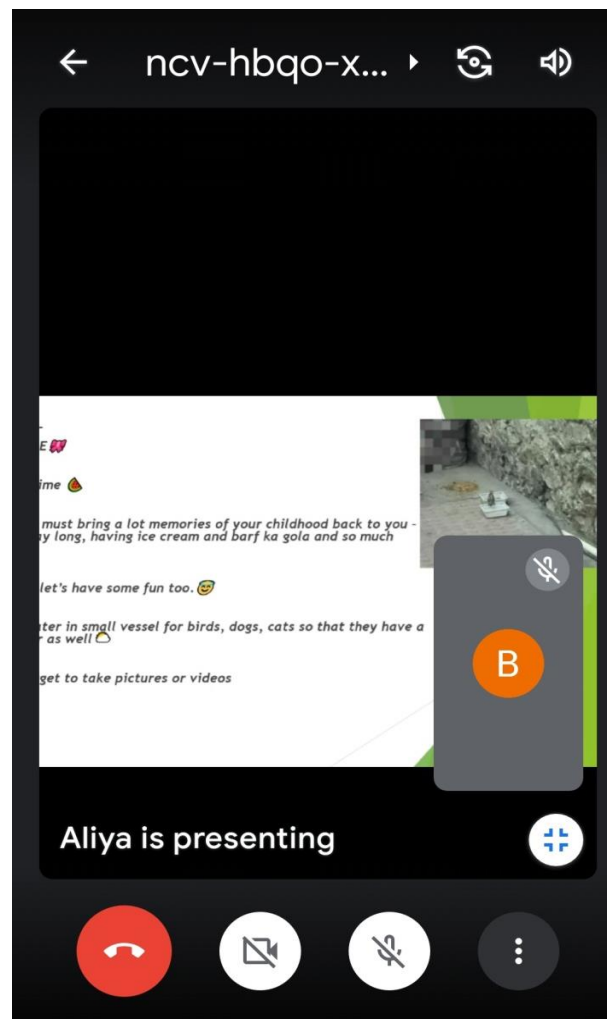 ncv-hbqo-x...
E
ime
must bring a lot memories of your childhood back to you -
ay long, having ice cream and barf ka gola and so much
let's have some fun too.
ter in small vessel for birds, dogs, cats so that they have a
r as well
get to take pictures or videos
B
Aliya is presenting